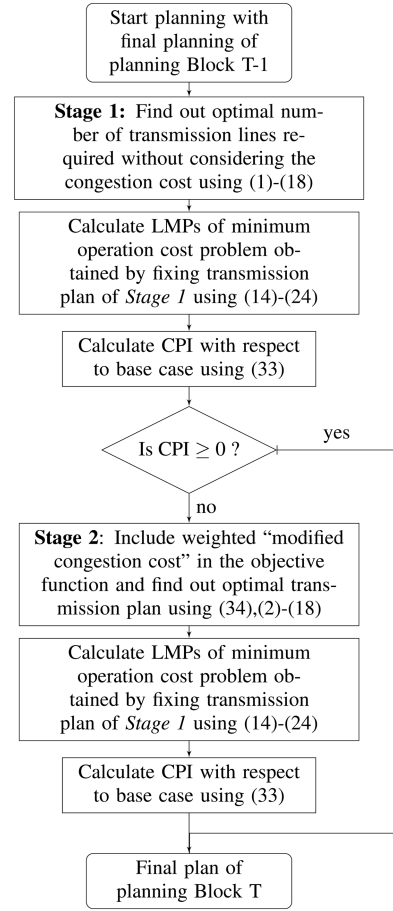 Start planning with
final planning of
planning Block T-1
Stage 1: Find out optimal num-
ber of transmission lines re-
quired without considering the
congestion cost using (1)-(18)
Calculate LMPs of minimum
operation cost problem ob-
tained by fixing transmission
plan of Stage 1 using (14)-(24)
Calculate CPI with respect
to base case using (33)
Is CPI ≥ 0 ?
yes
no
Stage 2: Include weighted “modified
congestion cost” in the objective
function and find out optimal trans-
mission plan using (34),(2)-(18)
Calculate LMPs of minimum
operation cost problem ob-
tained by fixing transmission
plan of Stage 1 using (14)-(24)
Calculate CPI with respect
to base case using (33)
Final plan of
planning Block T